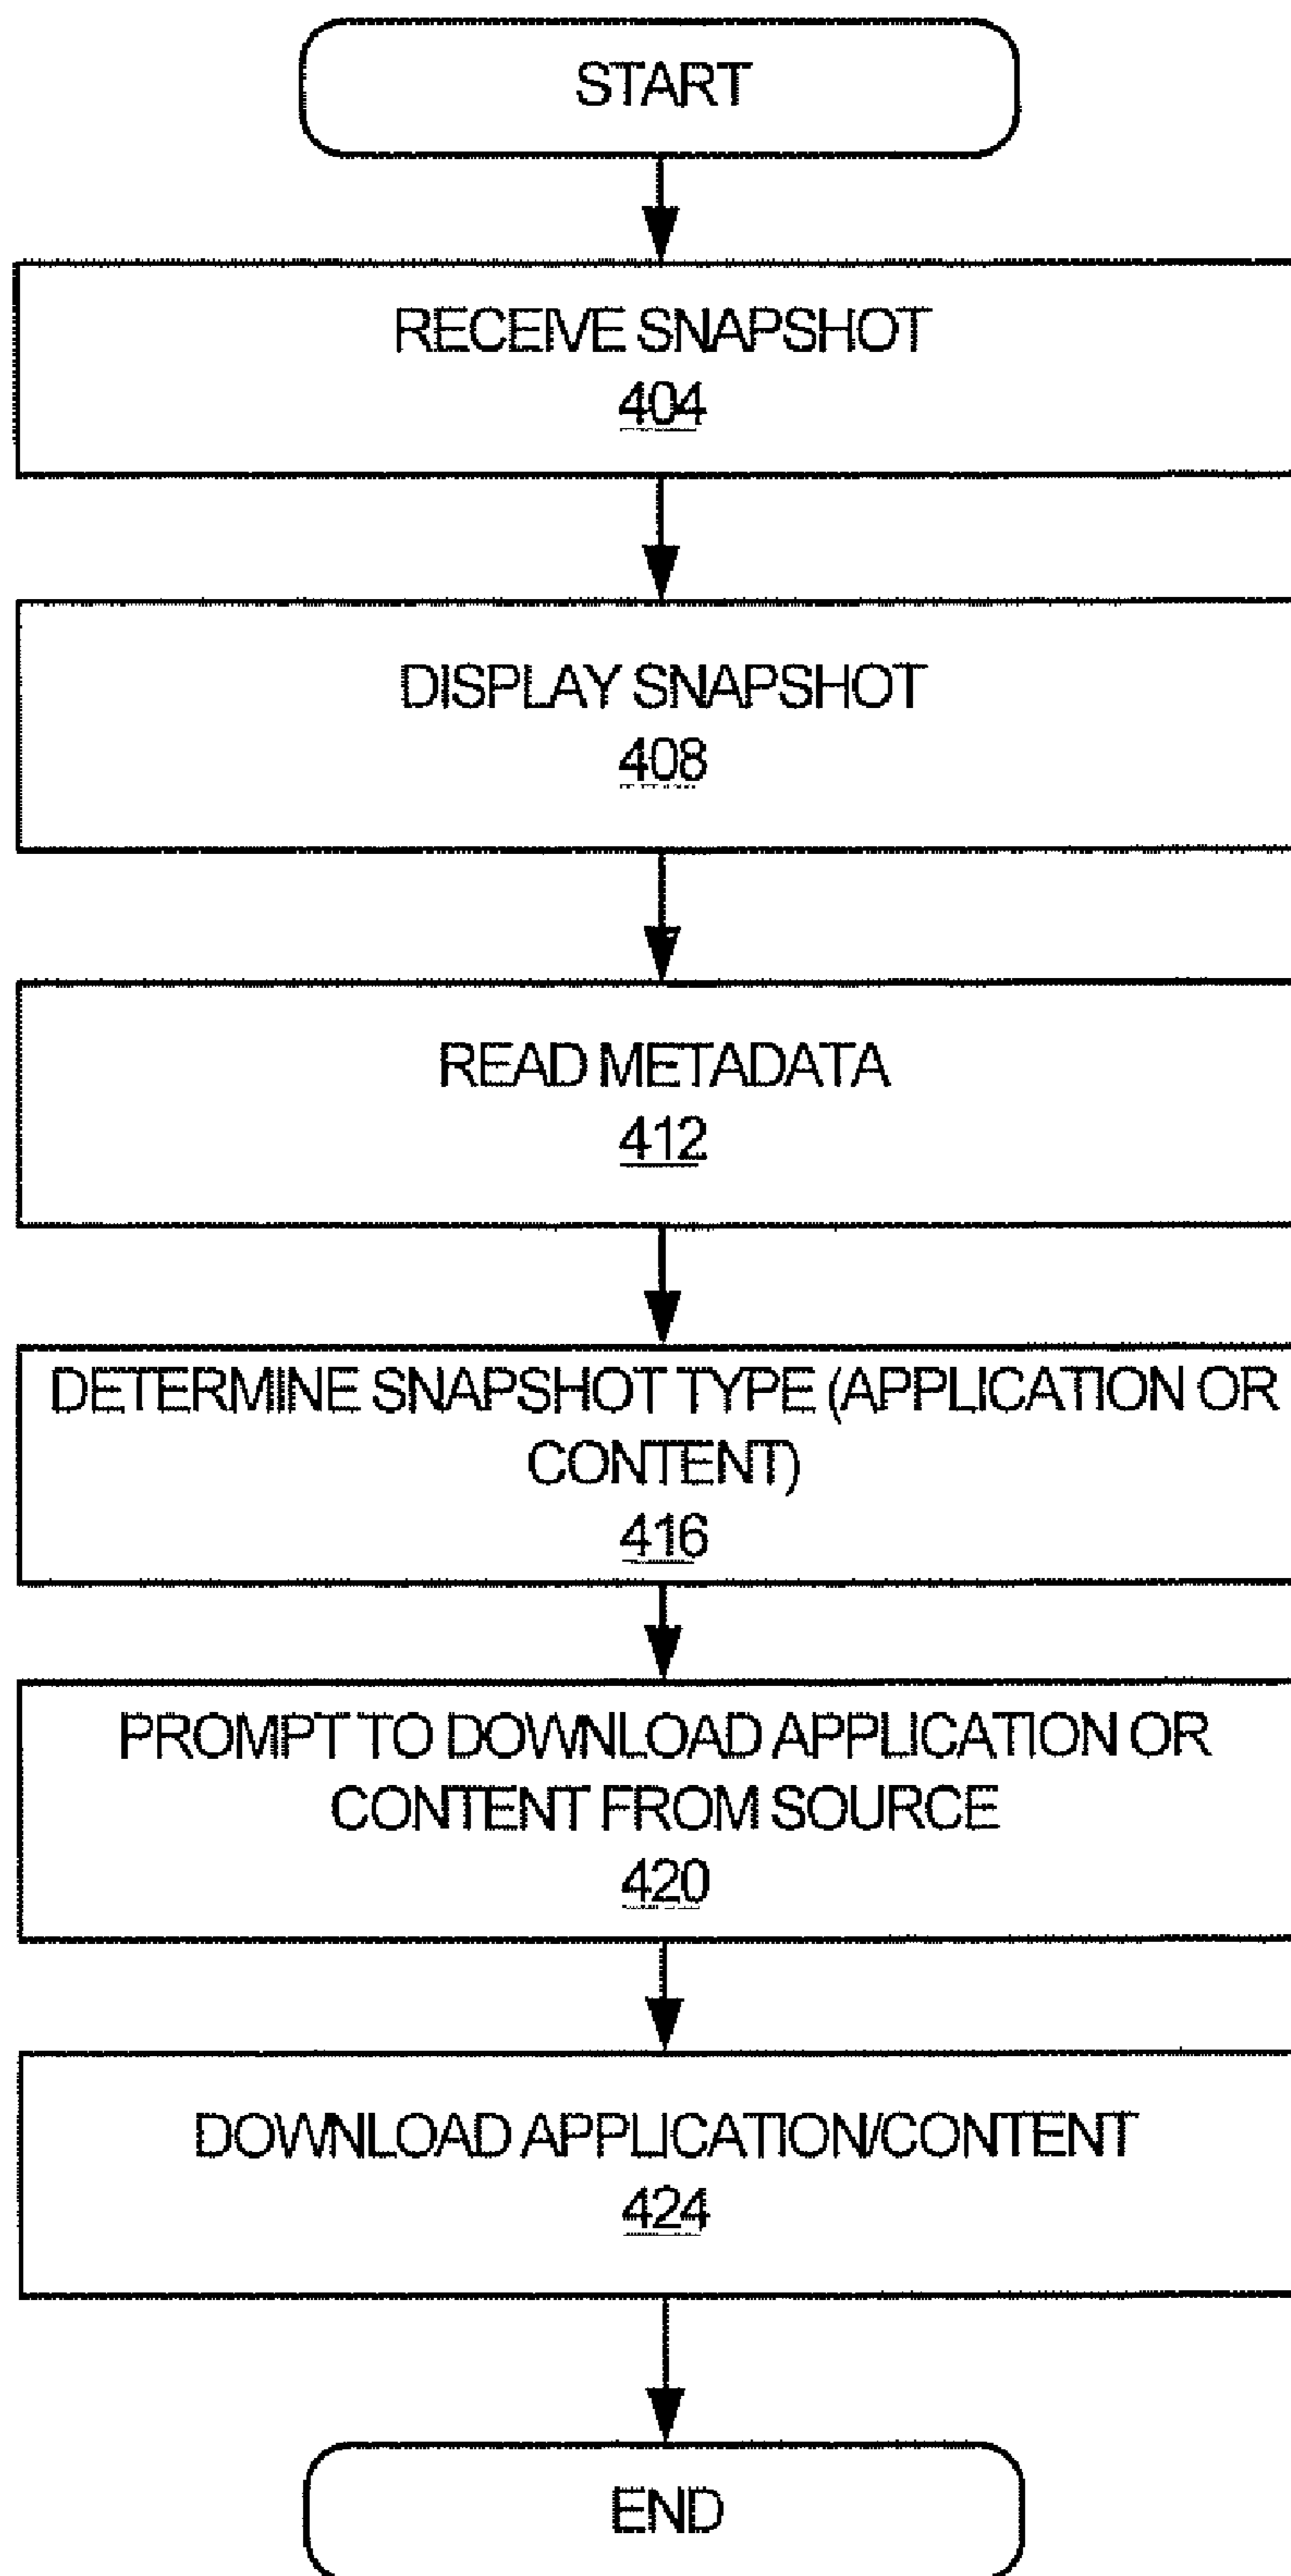 START
RECEIVE SNAPSHOT
404
DISPLAY SNAPSHOT
408
READ METADATA
412
DETERMINE SNAPSHOT TYPE (APPLICATION OR
CONTENT)
416
PROMPT TO DOWNLOAD APPLICATION OR
CONTENT FROM SOURCE
420
DOWNLOAD APPLICATION/CONTENT
424
END